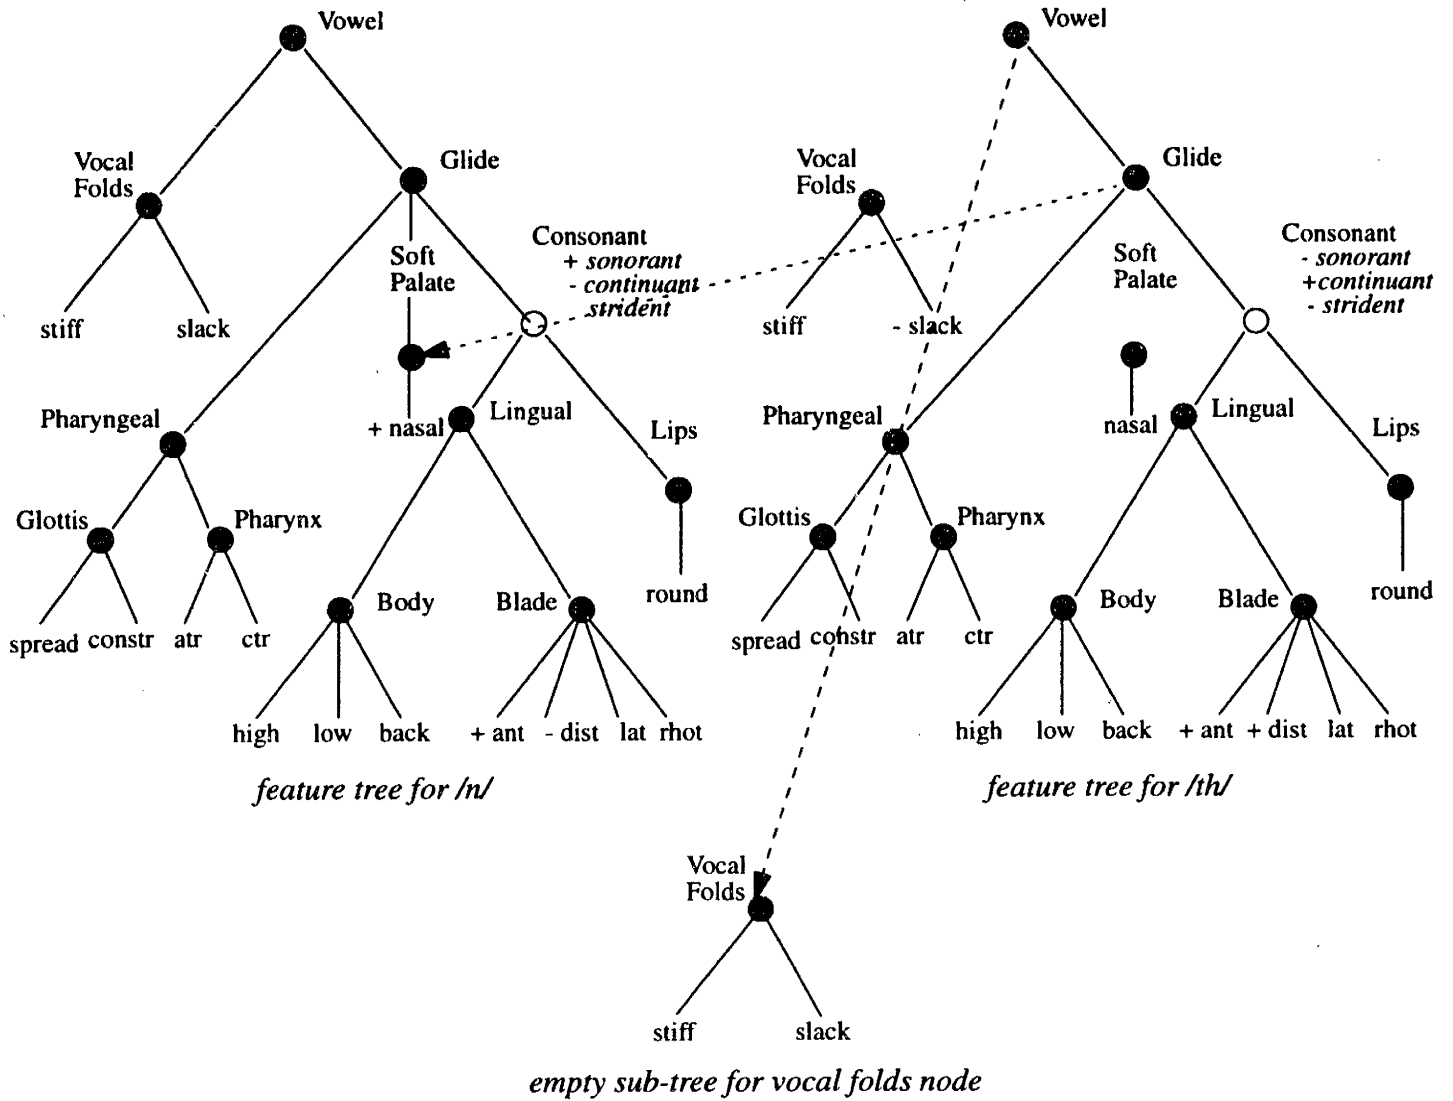 Vowel
Vocal
Folds
Glide
stiff
slack
Soft
Palate
Consonant
+ sonorant
- continuant
strident
+ nasal
Pharyngeal
Lingual
Lips
Glottis
Pharynx
spread constr atr ctr
Body
Blade
round
high low back + ant - dist lat rhot
feature tree for /n/
Vowel
Vocal
Folds
Glide
stiff
- slack
Soft
Palate
Consonant
- sonorant
+continuant
- strident
nasal
Pharyngeal
Lingual
Lips
Glottis
Pharynx
spread constr atr ctr
Body
Blade
round
high low back + ant + dist lat rhot
feature tree for /th/
Vocal
Folds
stiff
slack
empty sub-tree for vocal folds node